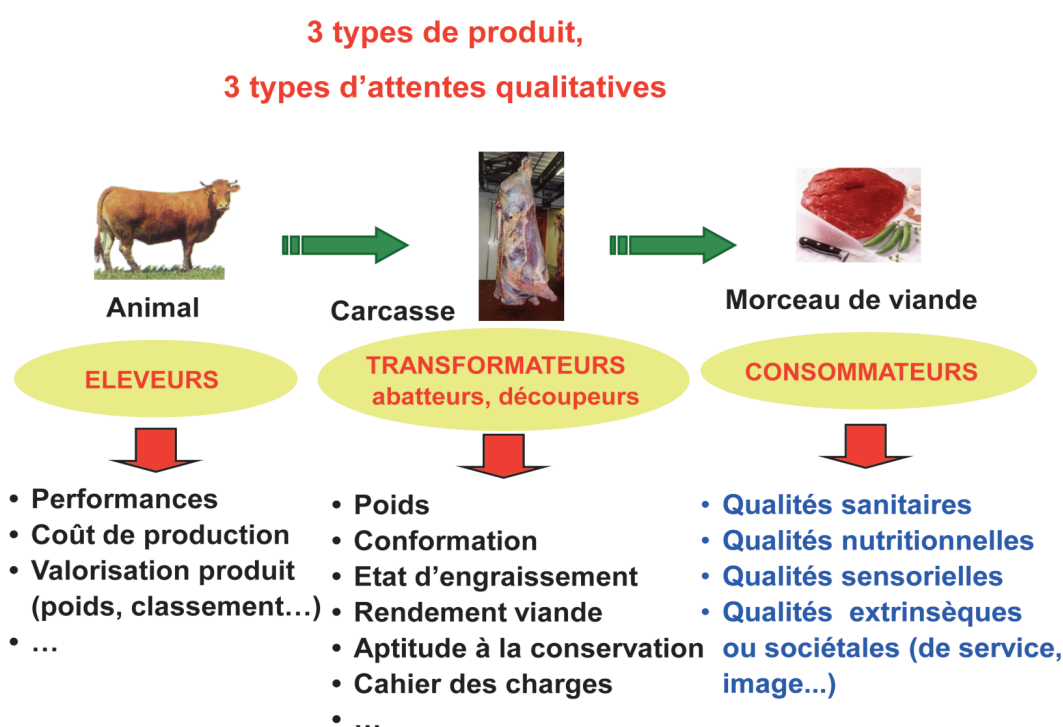 3 types de produit,
3 types d'attentes qualitatives
Animal
Carcasse
Morceau de viande
ELEVEURS
TRANSFORMATEURS
abatteurs, découpeurs
CONSOMMATEURS
• Performances
• Coût de production
• Valorisation produit
(poids, classement…)
• …
• Poids
• Conformation
• Etat d'engraissement
• Rendement viande
• Aptitude à la conservation
• Cahier des charges
• …
• Qualités sanitaires
• Qualités nutritionnelles
• Qualités sensorielles
• Qualités extrinsèques
ou sociétales (de service,
image...)